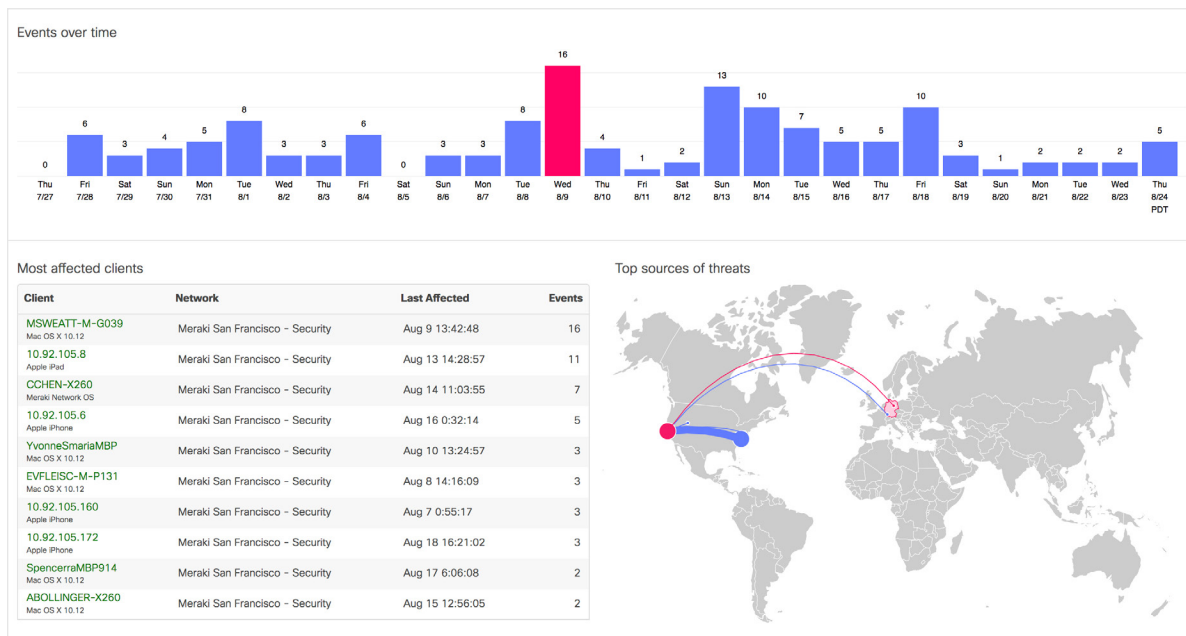 Events over time
0 6 3 4 5 8 3 3 6 0 3 3 8 16 4 1 2 13 10 7 5 5 10 3 1 2 2 2 5
Thu Fri Sat Sun Mon Tue Wed Thu Fri Sat Sun Mon Tue Wed Thu Fri Sat Sun Mon Tue Wed Thu Fri Sat Sun Mon Tue Wed Thu
7/27 7/28 7/29 7/30 7/31 8/1 8/2 8/3 8/4 8/5 8/6 8/7 8/8 8/9 8/10 8/11 8/12 8/13 8/14 8/15 8/16 8/17 8/18 8/19 8/20 8/21 8/22 8/23 8/24
PDT
Most affected clients
Client Network Last Affected Events
MSWEATT-M-G039
Mac OS X 10.12
Meraki San Francisco - Security Aug 9 13:42:48 16
10.92.105.8
Apple iPad
Meraki San Francisco - Security Aug 13 14:28:57 11
CCHEN-X260
Meraki Network OS
Meraki San Francisco - Security Aug 14 11:03:55 7
10.92.105.6
Apple iPhone
Meraki San Francisco - Security Aug 16 0:32:14 5
YvonneSmariaMBP
Mac OS X 10.12
Meraki San Francisco - Security Aug 10 13:24:57 3
EVFLEISC-M-P131
Mac OS X 10.12
Meraki San Francisco - Security Aug 8 14:16:09 3
10.92.105.160
Apple iPhone
Meraki San Francisco - Security Aug 7 0:55:17 3
10.92.105.172
Apple iPhone
Meraki San Francisco - Security Aug 18 16:21:02 3
SpencerraMBP914
Mac OS X 10.12
Meraki San Francisco - Security Aug 17 6:06:08 2
ABOLLINGER-X260
Mac OS X 10.12
Meraki San Francisco - Security Aug 15 12:56:05 2
Top sources of threats